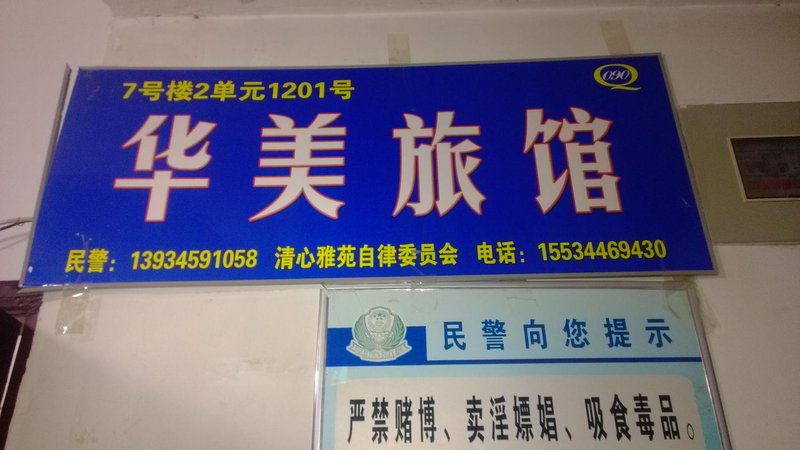 090
7号楼2单元1201号
华美旅馆
民警：13934591058 清心雅苑自律委员会 电话：15534469430
民警向您提示
严禁赌博、卖淫嫖娼、吸食毒品。